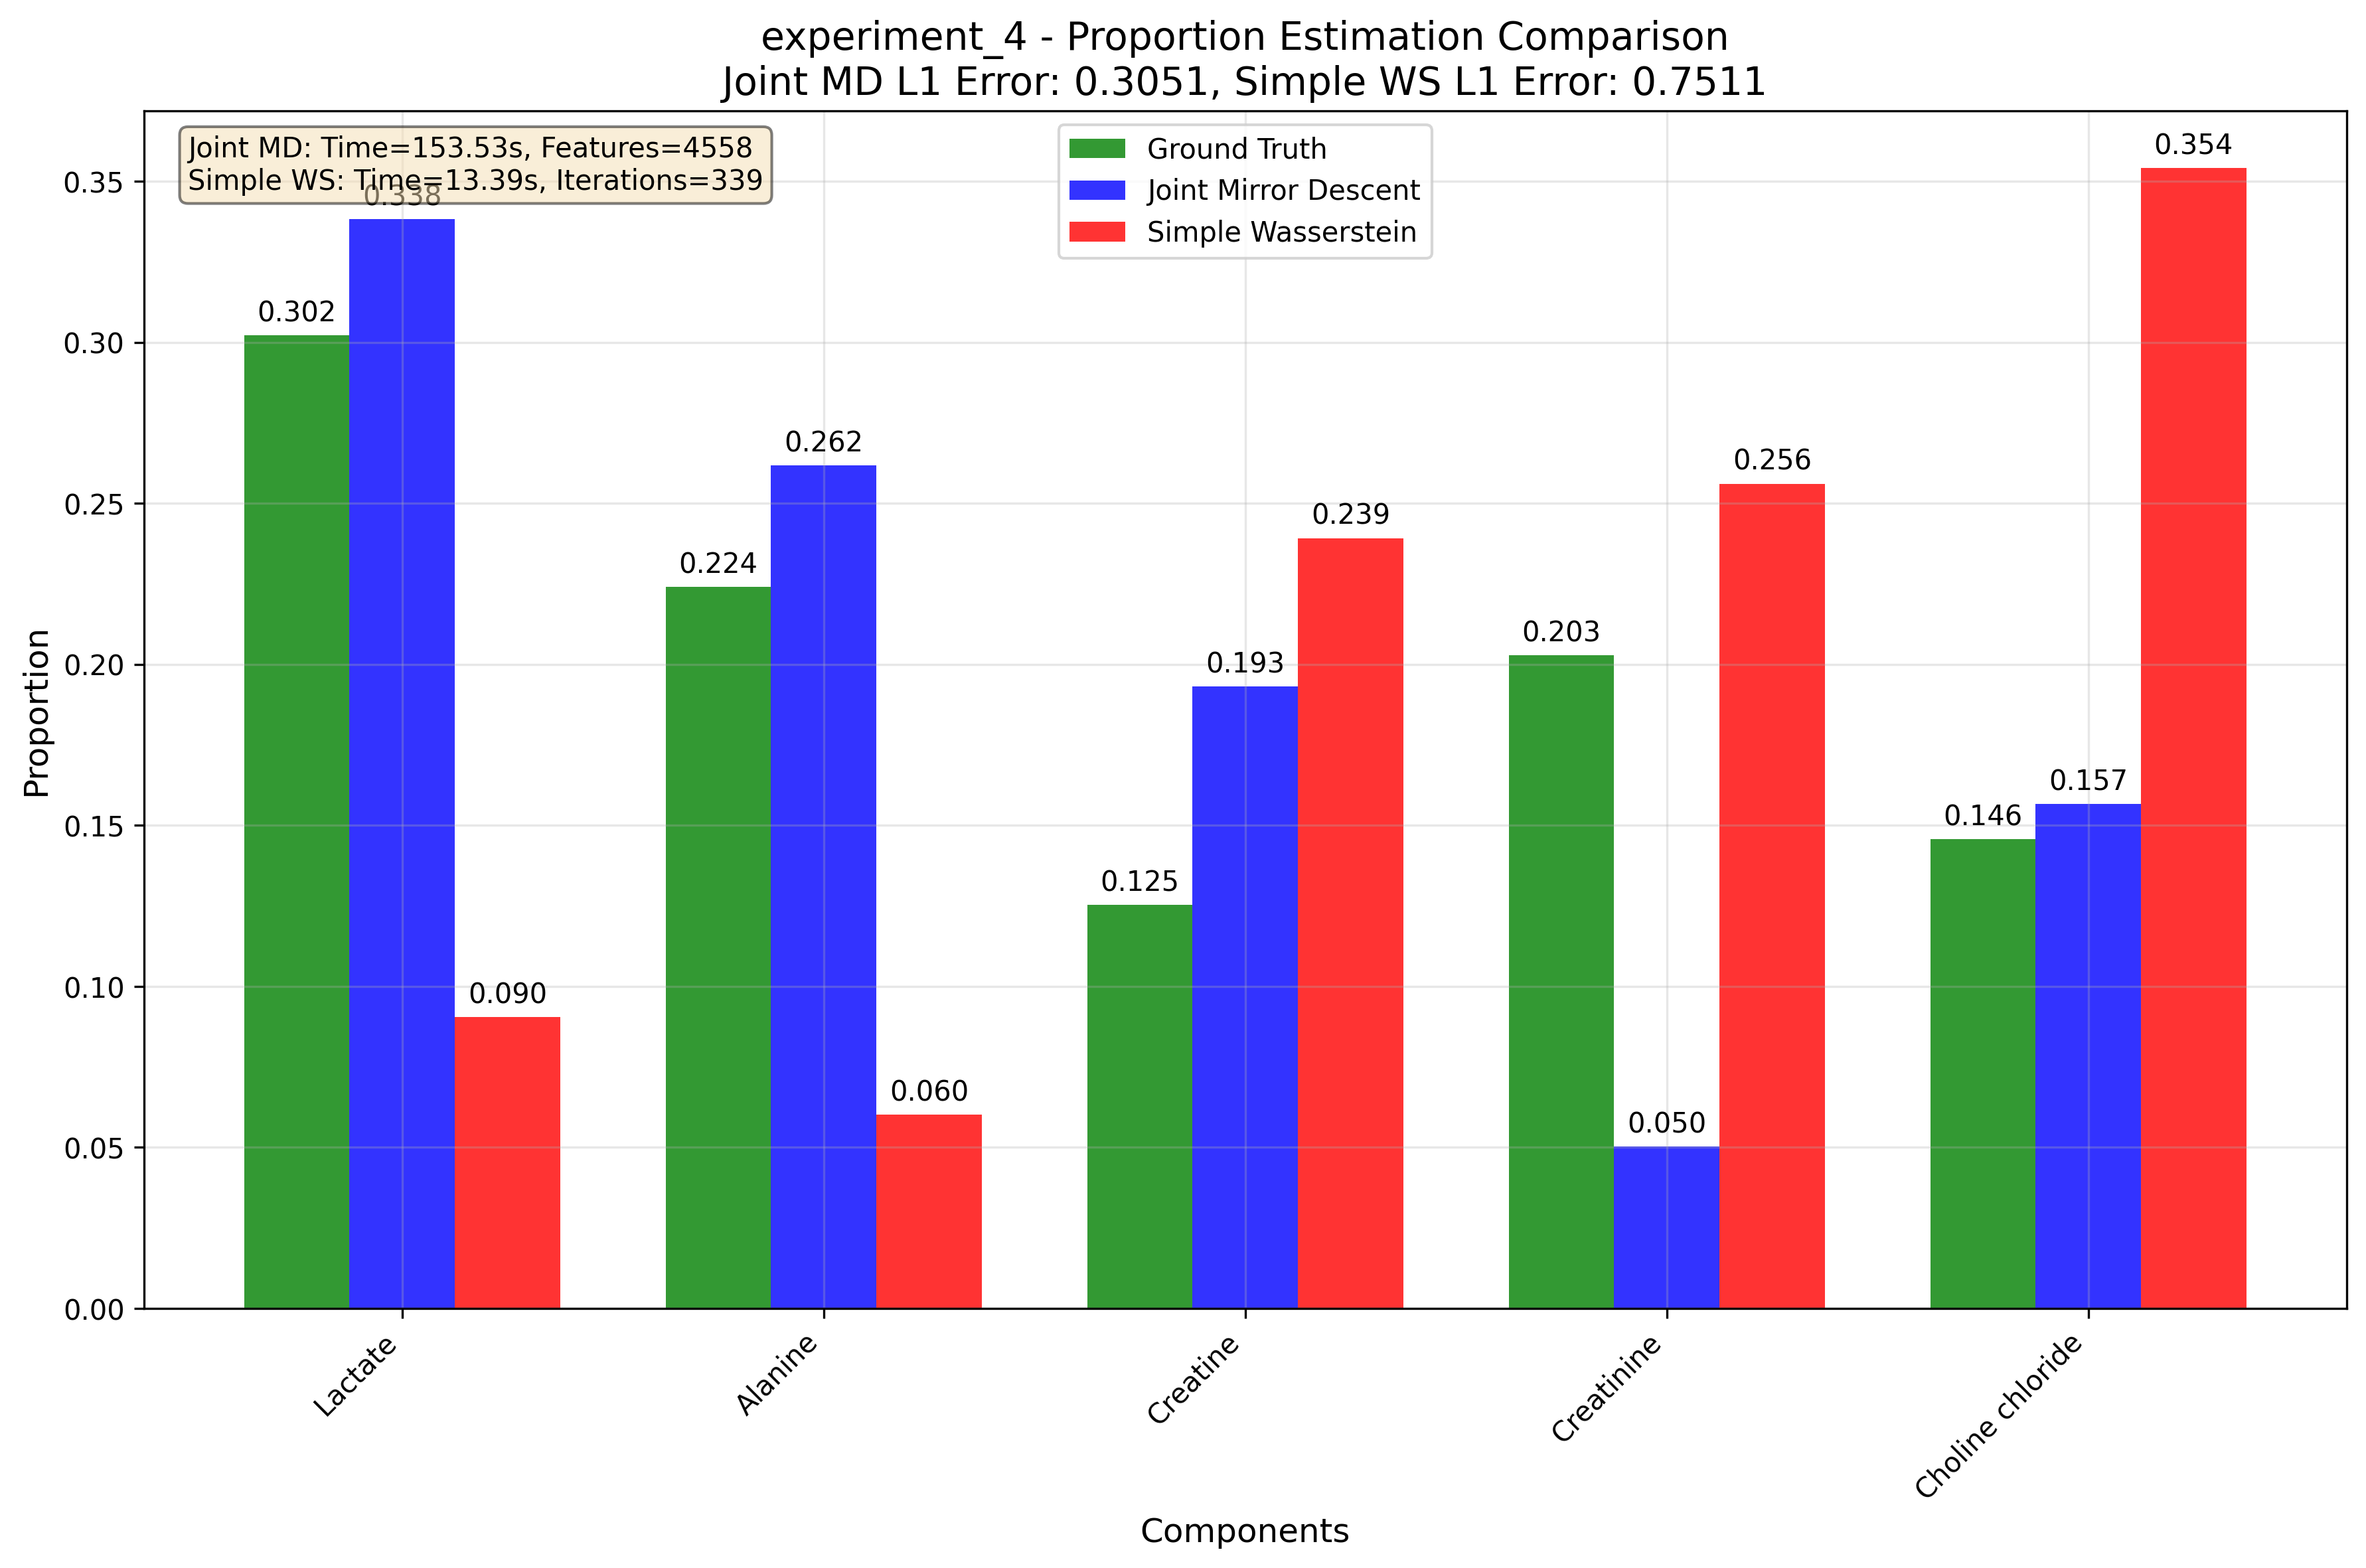 experiment_4 - Proportion Estimation Comparison
Joint MD L1 Error: 0.3051, Simple WS L1 Error: 0.7511
Joint MD: Time=153.53s, Features=4558
Simple WS: Time=13.39s, Iterations=339
Ground Truth
Joint Mirror Descent
Simple Wasserstein
Proportion
0.35
0.30
0.25
0.20
0.15
0.10
0.05
0.00
0.302
0.338
0.090
0.224
0.262
0.060
0.125
0.193
0.239
0.203
0.050
0.256
0.146
0.157
0.354
Lactate
Alanine
Creatine
Creatinine
Choline chloride
Components